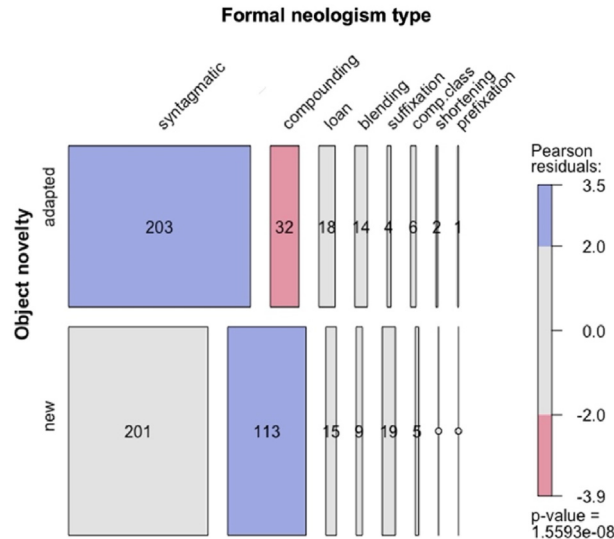 Formal neologism type
syntagmatic
compounding
loan
blending
suffixation
comp.class
shortening
prefixation
Object novelty
adapted
203
32
18
14
4
6
2
1
new
201
113
15
9
19
5
Pearson
residuals:
3.5
2.0
0.0
-2.0
-3.9
p-value =
1.5593e-08